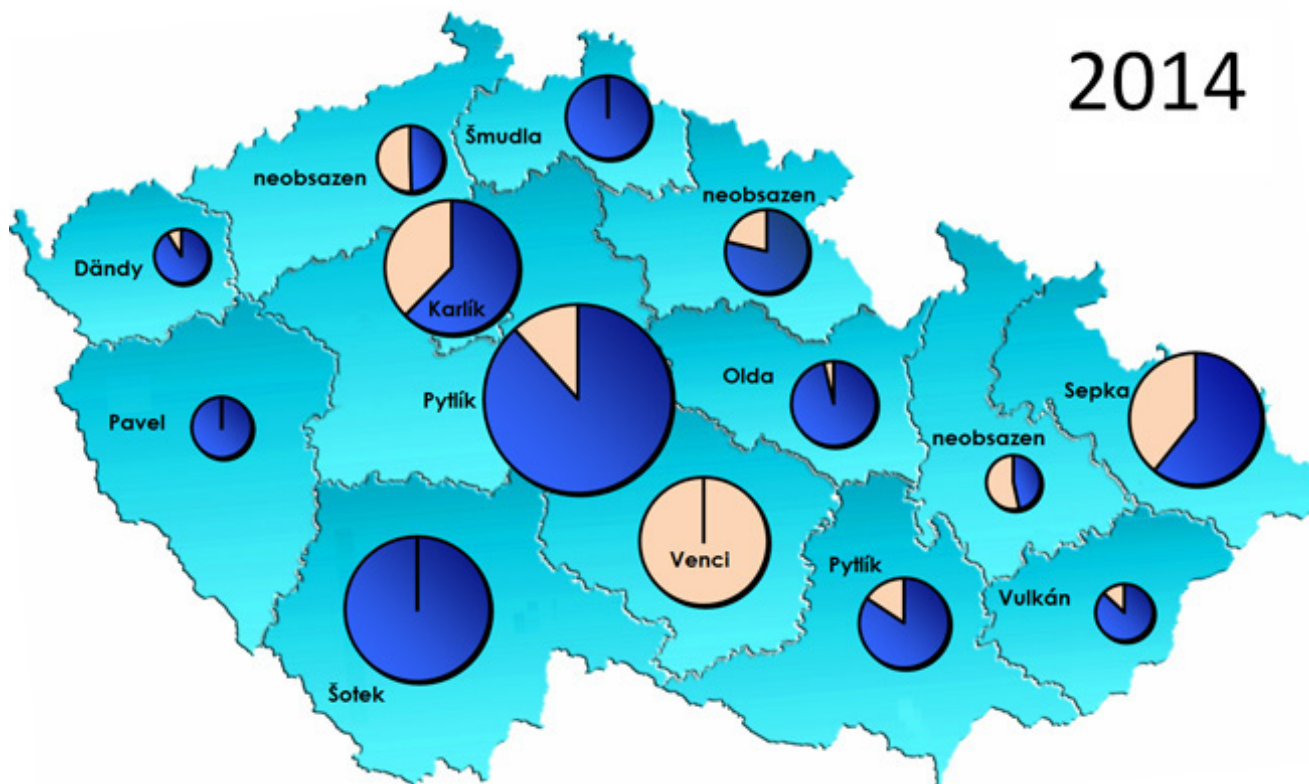 2014
Šmudla
neobsazen
neobsazen
Dändy
Karlík
Olda
Sepka
Pytlík
Pavel
neobsazen
Venci
Pytlík
Vulkán
Šotek